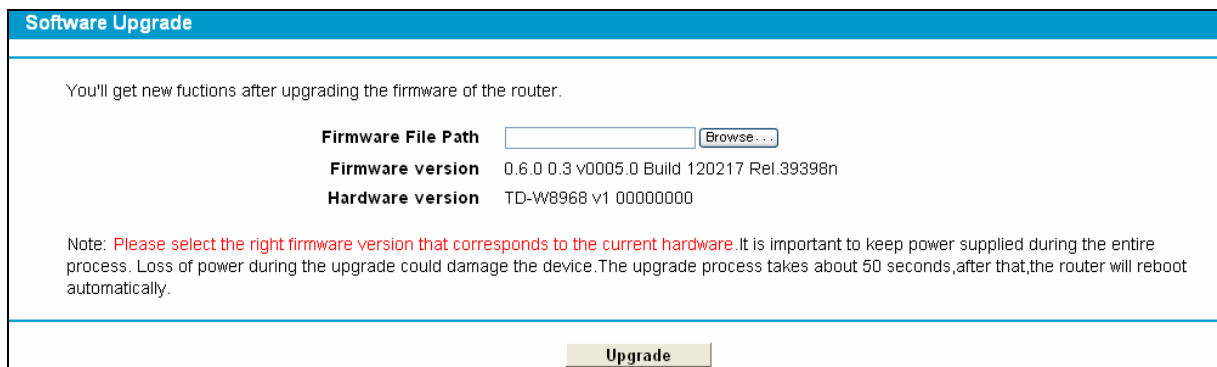 Software Upgrade
You'll get new fuctions after upgrading the firmware of the router.
Firmware File Path Browse...
Firmware version 0.6.0 0.3 v0005.0 Build 120217 Rel.39398n
Hardware version TD-W8968 v1 00000000
Note: Please select the right firmware version that corresponds to the current hardware.It is important to keep power supplied during the entire
process. Loss of power during the upgrade could damage the device.The upgrade process takes about 50 seconds,after that,the router will reboot
automatically.
Upgrade